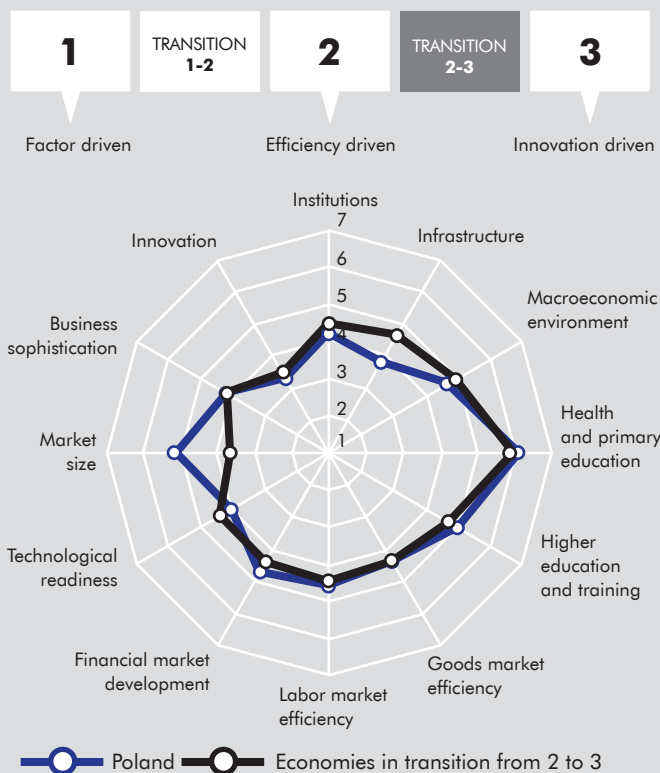 1
TRANSITION
1-2
2
TRANSITION
2-3
3
Factor driven
Efficiency driven
Innovation driven
Institutions
7
6
5
4
3
2
1
Infrastructure
Macroeconomic
environment
Health
and primary
education
Higher
education
and training
Goods market
efficiency
Labor market
efficiency
Financial market
development
Technological
readiness
Market
size
Business
sophistication
Innovation
Poland
Economies in transition from 2 to 3